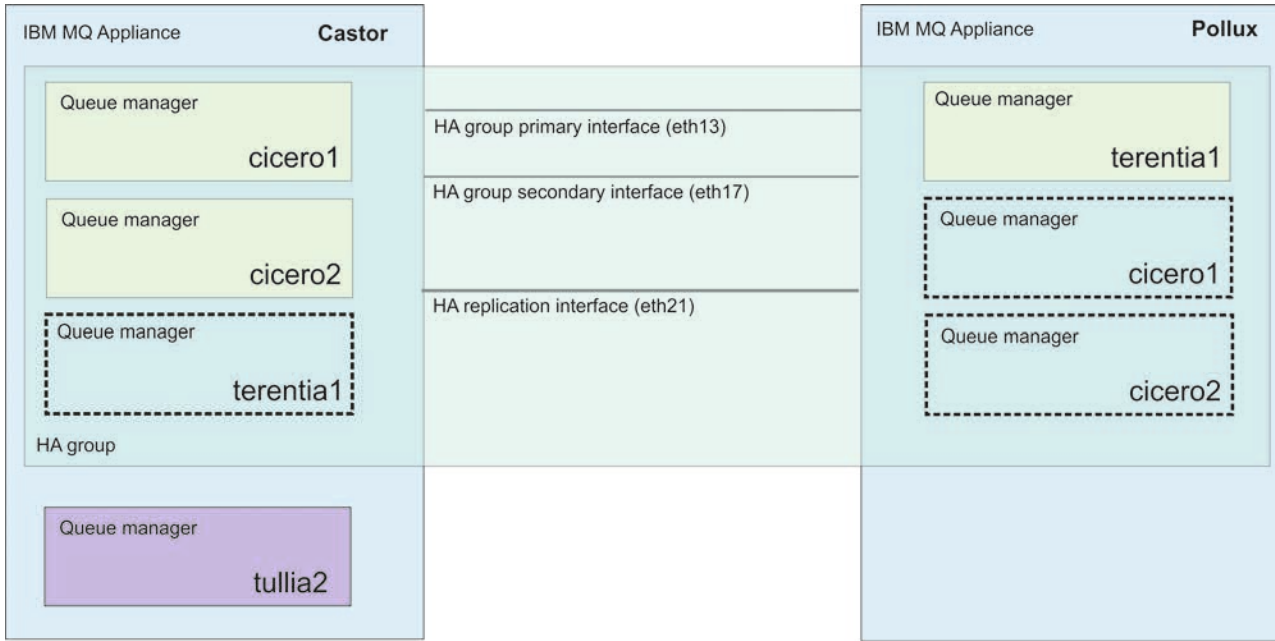 IBM MQ Appliance
Castor
Queue manager
cicero1
Queue manager
cicero2
Queue manager
terentia1
HA group
Queue manager
tullia2
HA group primary interface (eth13)
HA group secondary interface (eth17)
HA replication interface (eth21)
IBM MQ Appliance
Pollux
Queue manager
terentia1
Queue manager
cicero1
Queue manager
cicero2